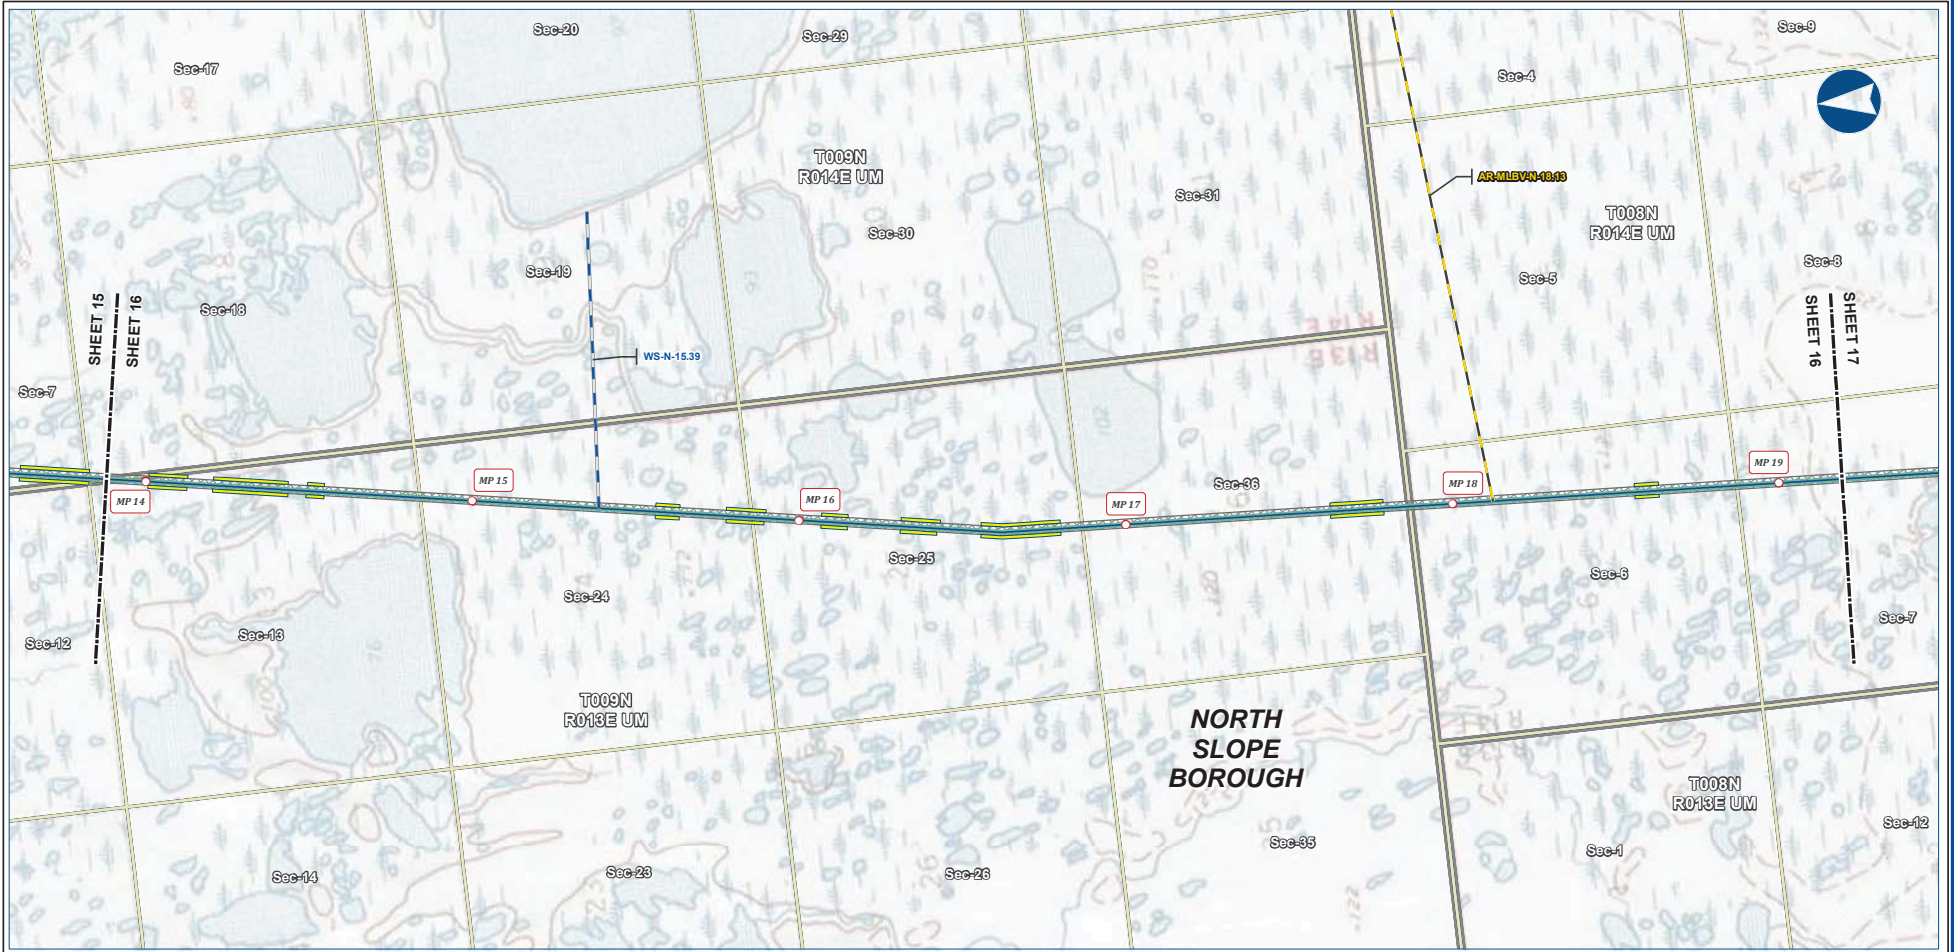 Sec-20
Sec-29
Sec-9
Sec-17
Sec-4
T009N
R014E UM
AR-MLBV-N-18.13
Sec-31
T008N
R014E UM
Sec-30
Sec-19
Sec-5
Sec-8
SHEET 15
SHEET 16
Sec-18
SHEET 17
SHEET 16
R14E
R13E
WS-N-15.39
Sec-7
MP 14
MP 15
MP 16
MP 17
Sec-36
MP 18
MP 19
Sec-25
Sec-6
Sec-24
Sec-7
Sec-13
Sec-12
T009N
R013E UM
NORTH
SLOPE
BOROUGH
T008N
R013E UM
Sec-12
Sec-35
Sec-1
Sec-14
Sec-23
Sec-26